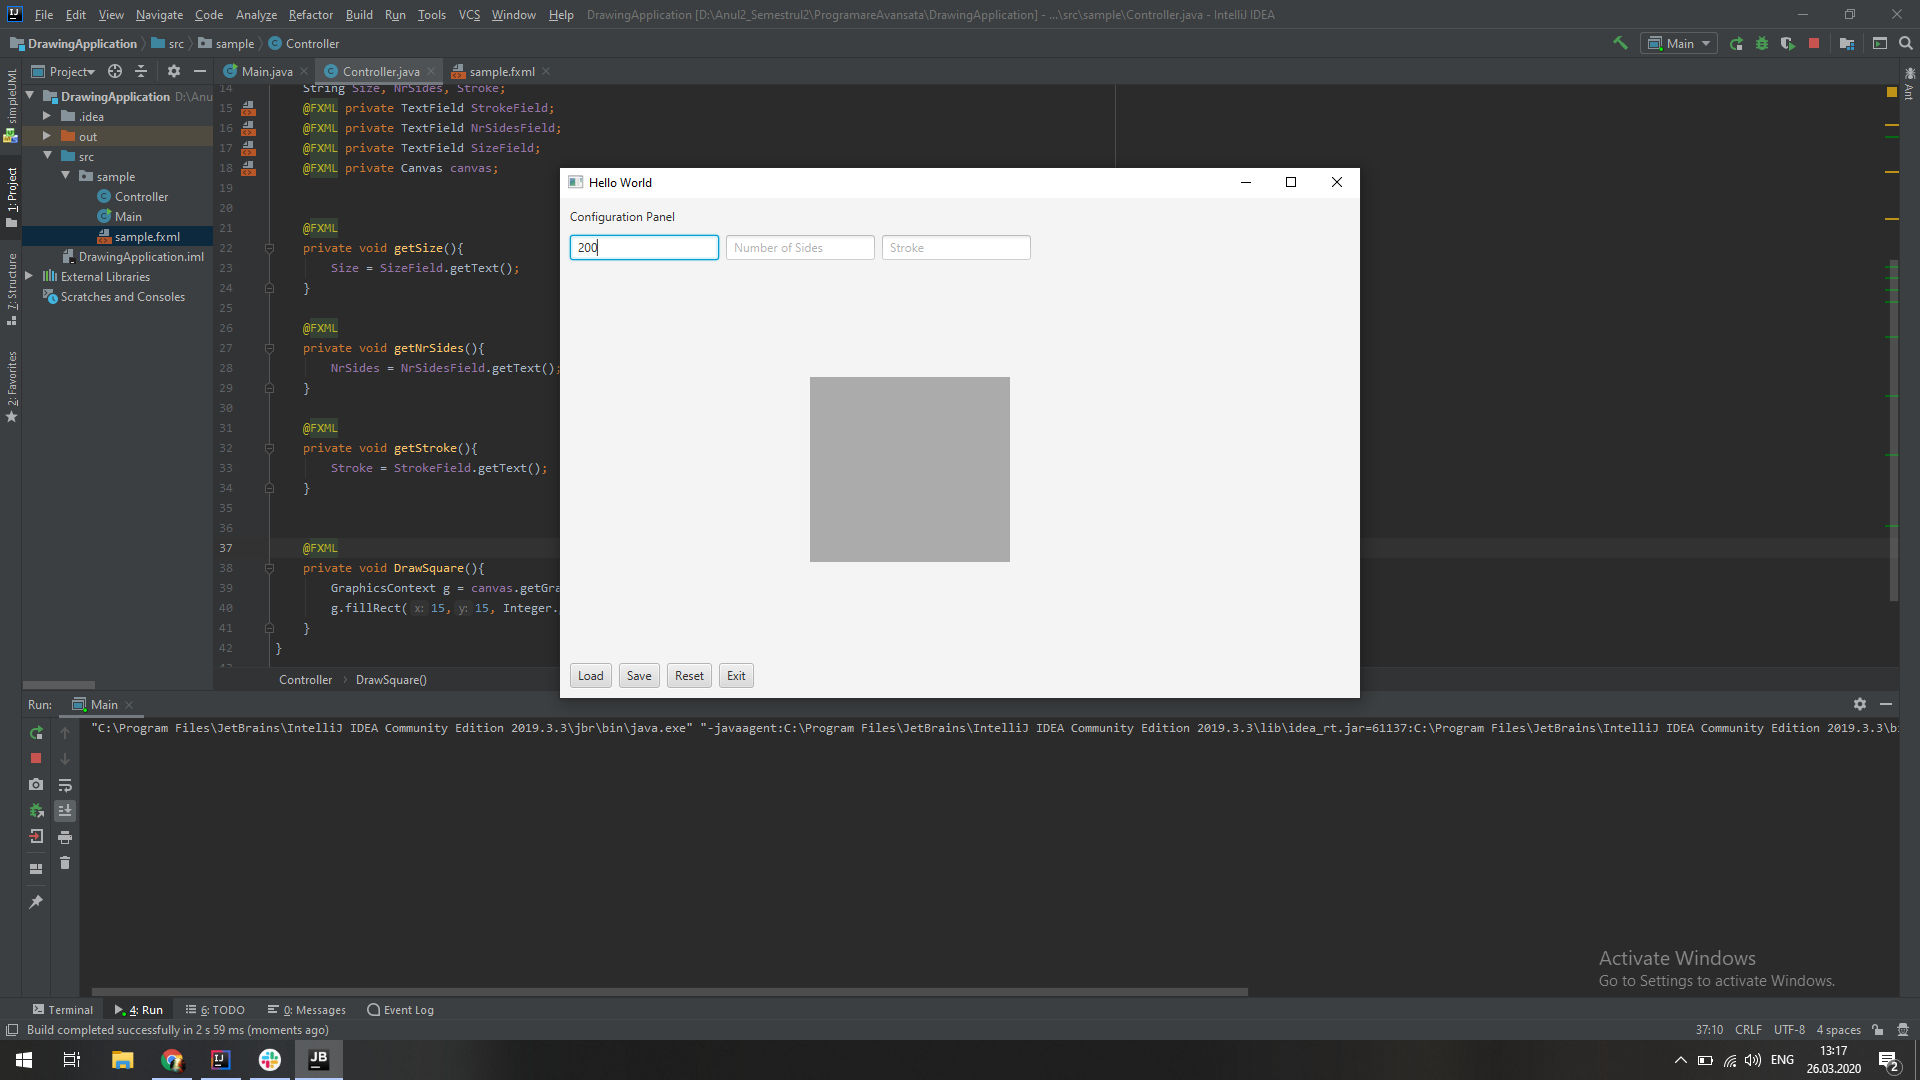 File Edit View Navigate Code Analyze Refactor Build Run Tools VCS Window Help DrawingApplication [D:\Anul2_Semestrul2\ProgramareAvansata\DrawingApplication] - ...\src\sample\Controller.java - IntelliJ IDEA
DrawingApplication src sample Controller
Main
Project
Main.java Controller.java sample.fxml
simpleUML
1: Project
7: Structure
2: Favorites
Ant
DrawingApplication D:\Anu
.idea
out
src
sample
Controller
Main
sample.fxml
DrawingApplication.iml
External Libraries
Scratches and Consoles
14 String Size, NrSides, Stroke;
15 @FXML private TextField StrokeField;
16 @FXML private TextField NrSidesField;
17 @FXML private TextField SizeField;
18 @FXML private Canvas canvas;
19
20
21 @FXML
22 private void getSize(){
23 Size = SizeField.getText();
24 }
25
26 @FXML
27 private void getNrSides(){
28 NrSides = NrSidesField.getText();
29 }
30
31 @FXML
32 private void getStroke(){
33 Stroke = StrokeField.getText();
34 }
35
36
37 @FXML
38 private void DrawSquare(){
39 GraphicsContext g = canvas.getGra
40 g.fillRect( x: 15, y: 15, Integer.
41 }
42 }
Controller DrawSquare()
Hello World
Configuration Panel
200 Number of Sides Stroke
Load Save Reset Exit
Run: Main
"C:\Program Files\JetBrains\IntelliJ IDEA Community Edition 2019.3.3\jbr\bin\java.exe" "-javaagent:C:\Program Files\JetBrains\IntelliJ IDEA Community Edition 2019.3.3\lib\idea_rt.jar=61137:C:\Program Files\JetBrains\IntelliJ IDEA Community Edition 2019.3.3\b
Activate Windows
Go to Settings to activate Windows.
Terminal 4: Run 6: TODO 0: Messages Event Log
Build completed successfully in 2 s 59 ms (moments ago)
37:10 CRLF UTF-8 4 spaces
JB
ENG
13:17
26.03.2020
2